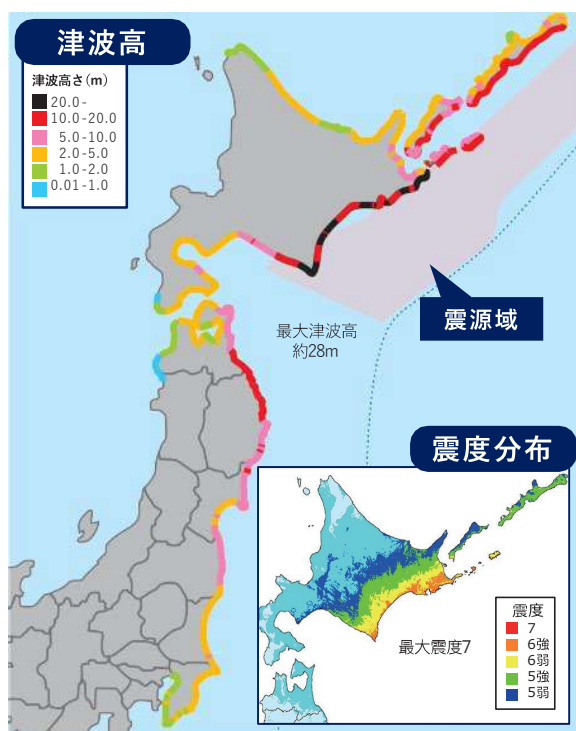 津波高
津波高さ(m)
20.0-
10.0-20.0
5.0-10.0
2.0-5.0
1.0-2.0
0.01-1.0
震源域
最大津波高
約28m
震度分布
最大震度7
震度
7
6強
6弱
5強
5弱